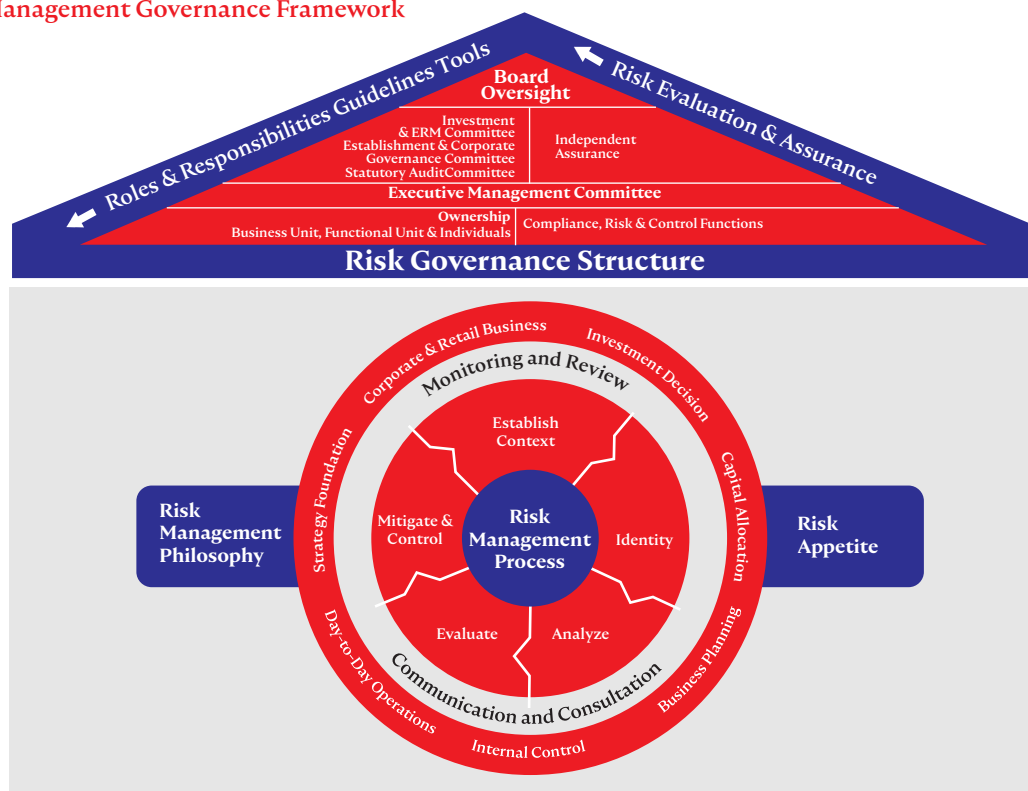 Management Governance Framework
Roles & Responsibilities Guidelines Tools
Risk Evaluation & Assurance
Board
Oversight
Investment
& ERM Committee
Establishment & Corporate
Governance Committee
Statutory AuditCommittee
Independent
Assurance
Executive Management Committee
Ownership
Business Unit, Functional Unit & Individuals
Compliance, Risk & Control Functions
Risk Governance Structure
Corporate & Retail Business
Investment Decision
Capital Allocation
Business Planning
Internal Control
Day-to-Day Operations
Strategy Foundation
Monitoring and Review
Communication and Consultation
Establish
Context
Identity
Analyze
Evaluate
Mitigate &
Control
Risk
Management
Process
Risk
Management
Philosophy
Risk
Appetite